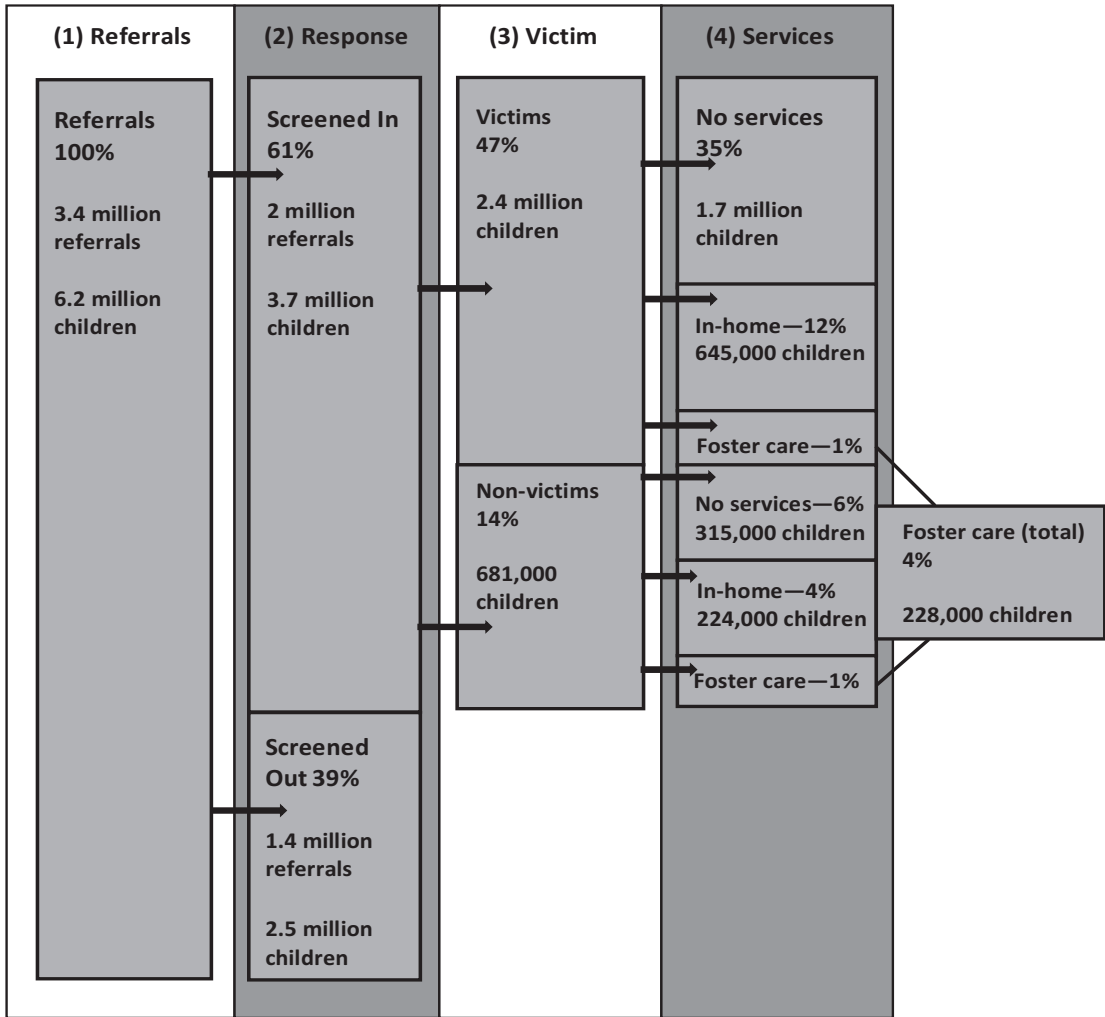 (1) Referrals
Referrals
100%
3.4 million
referrals
6.2 million
children
(2) Response
Screened In
61%
2 million
referrals
3.7 million
children
Screened
Out 39%
1.4 million
referrals
2.5 million
children
(3) Victim
Victims
47%
2.4 million
children
Non-victims
14%
681,000
children
(4) Services
No services
35%
1.7 million
children
In-home—12%
645,000 children
Foster care—1%
No services—6%
315,000 children
In-home—4%
224,000 children
Foster care—1%
Foster care (total)
4%
228,000 children